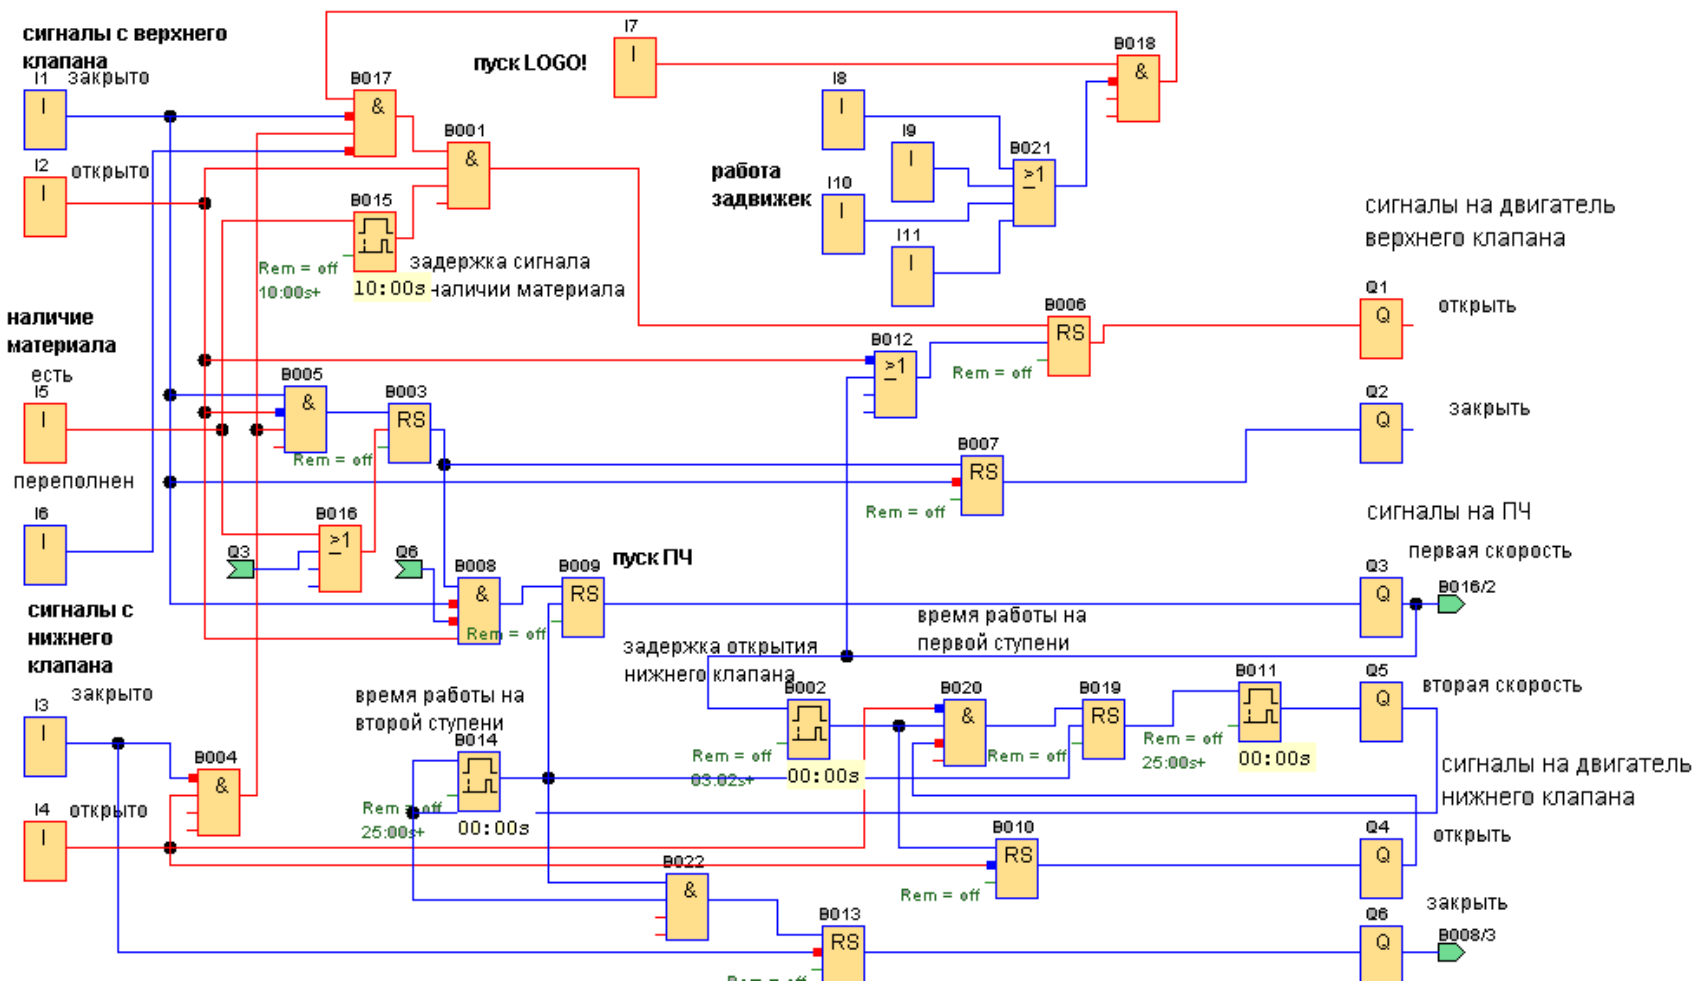 сигналы с верхнего
клапана
I1 закрыто
I
I2 открыто
I
B017
&
B001
&
B015
Rem = off
10:00s+
10:00s
задержка сигнала
наличии материала
пуск LOGO!
I7
I
B018
&
I8
I
I9
I
I10
I
I11
I
B021
>1
работа
задвижек
сигналы на двигатель
верхнего клапана
Q1
Q
открыть
B006
RS
Rem = off
B012
>1
наличие
материала
есть
I5
I
переполнен
I6
I
B005
&
B003
RS
Rem = off
Q2
Q
закрыть
B007
RS
Rem = off
B016
>1
Q3
Q6
B008
&
Rem = off
B009
RS
пуск ПЧ
сигналы на ПЧ
первая скорость
Q3
Q
B016/2
сигналы с
нижнего
клапана
закрыто
I3
I
I4 открыто
I
B004
&
время работы на
второй ступени
B014
Rem = off
25:00s+
00:00s
задержка открытия
нижнего клапана
B002
Rem = off
03:02s+
00:00s
время работы на
первой ступени
B020
&
Rem = off
B019
RS
B011
Rem = off
25:00s+
00:00s
Q5
Q
вторая скорость
сигналы на двигатель
нижнего клапана
B010
RS
Rem = off
Q4
Q
открыть
B022
&
B013
RS
Rem = off
закрыть
Q6
Q
B008/3